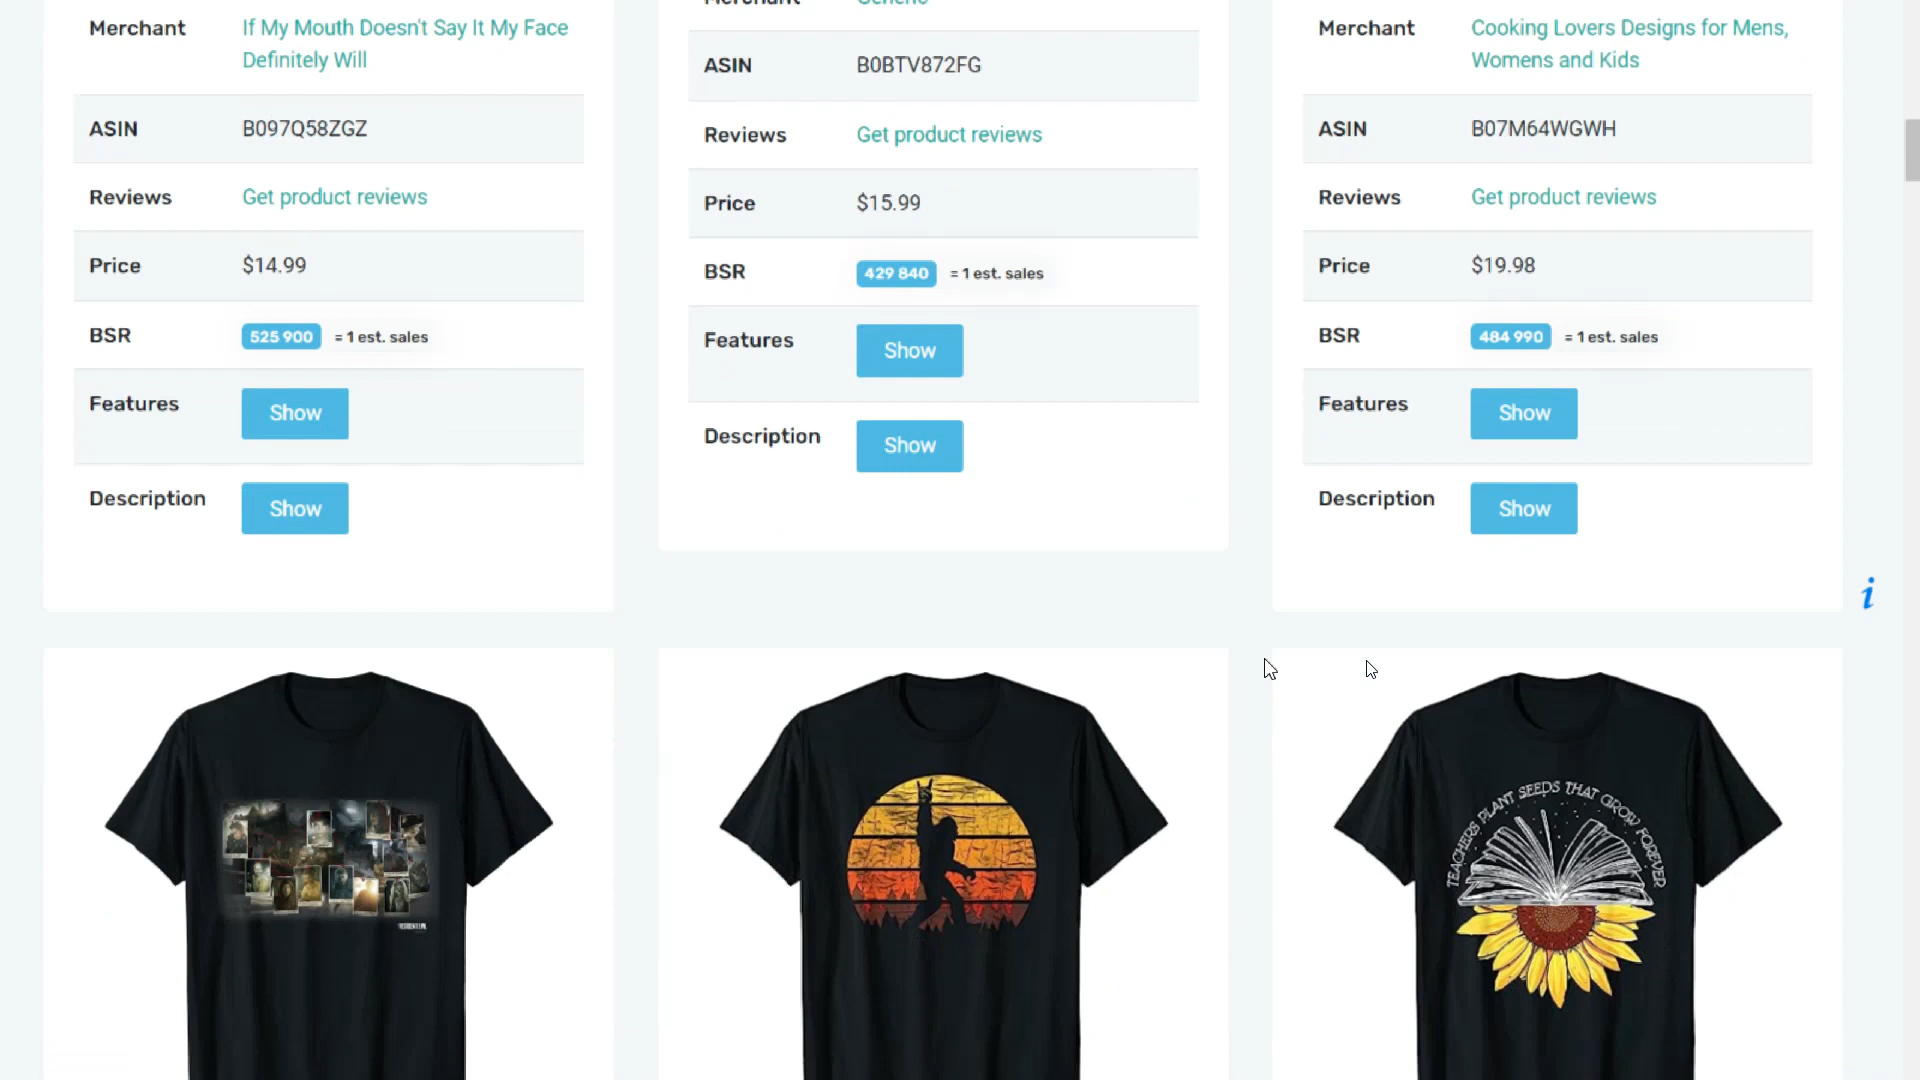 Merchant
If My Mouth Doesn't Say It My Face
Definitely Will
ASIN
B097Q58ZGZ
Reviews
Get product reviews
Price
$14.99
BSR
525 900
= 1 est. sales
Features
Show
Description
Show
Merchant
Generic
ASIN
B0BTV872FG
Reviews
Get product reviews
Price
$15.99
BSR
429 840
= 1 est. sales
Features
Show
Description
Show
Merchant
Cooking Lovers Designs for Mens,
Womens and Kids
ASIN
B07M64WGWH
Reviews
Get product reviews
Price
$19.98
BSR
484 990
= 1 est. sales
Features
Show
Description
Show
i
TEACHERS PLANT SEEDS THAT GROW FOREVER